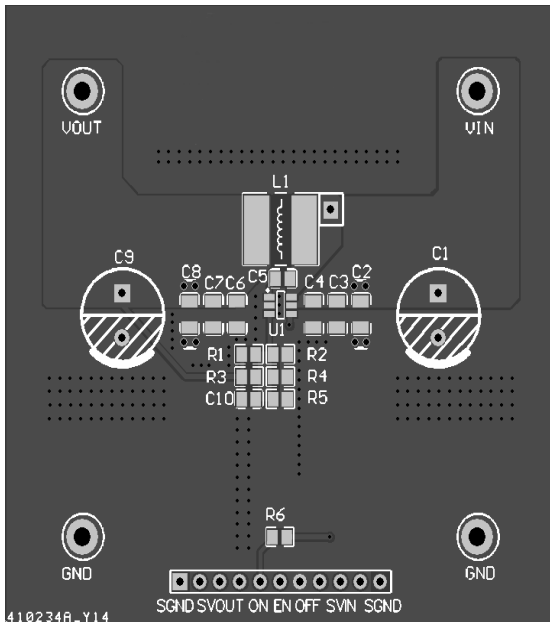 VOUT VIN
L1
C9 C1
C8 C7 C6 C5 C4 C3 C2
U1
R1 R2
R3 R4
C10 R5
R6
GND GND
SGND SVOUT ON EN OFF SVIN SGND
410234A_Y14